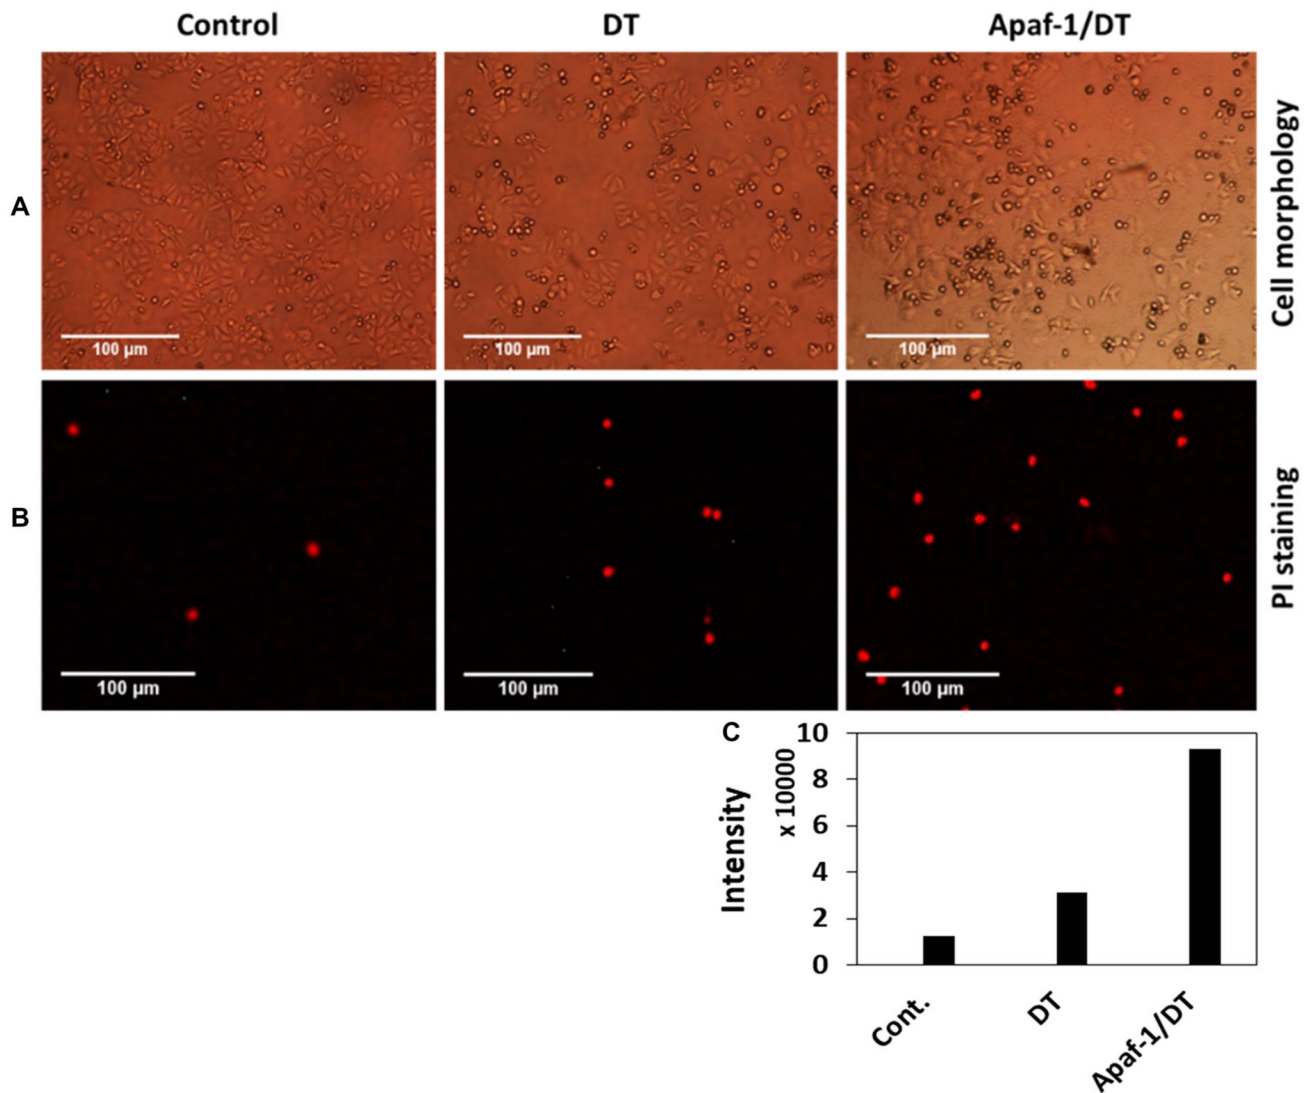 Control
DT
Apaf-1/DT
A
100 µm
100 µm
100 µm
Cell morphology
B
100 µm
100 µm
100 µm
PI staining
C
Intensity
x 10000
10
8
6
4
2
0
Cont.
DT
Apaf-1/DT